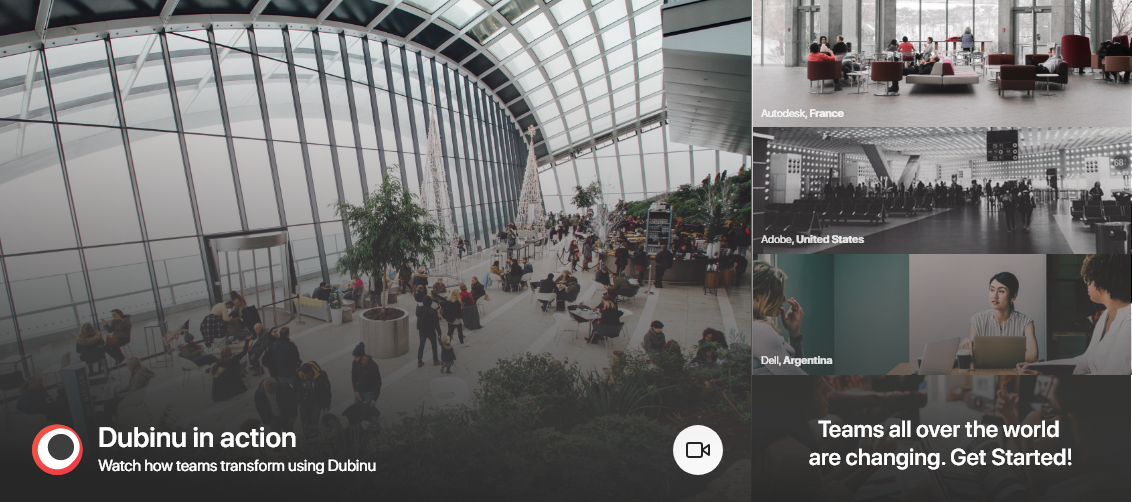 Autodesk, France
Adobe, United States
Dell, Argentina
Dubinu in action
Watch how teams transform using Dubinu
Teams all over the world
are changing. Get Started!